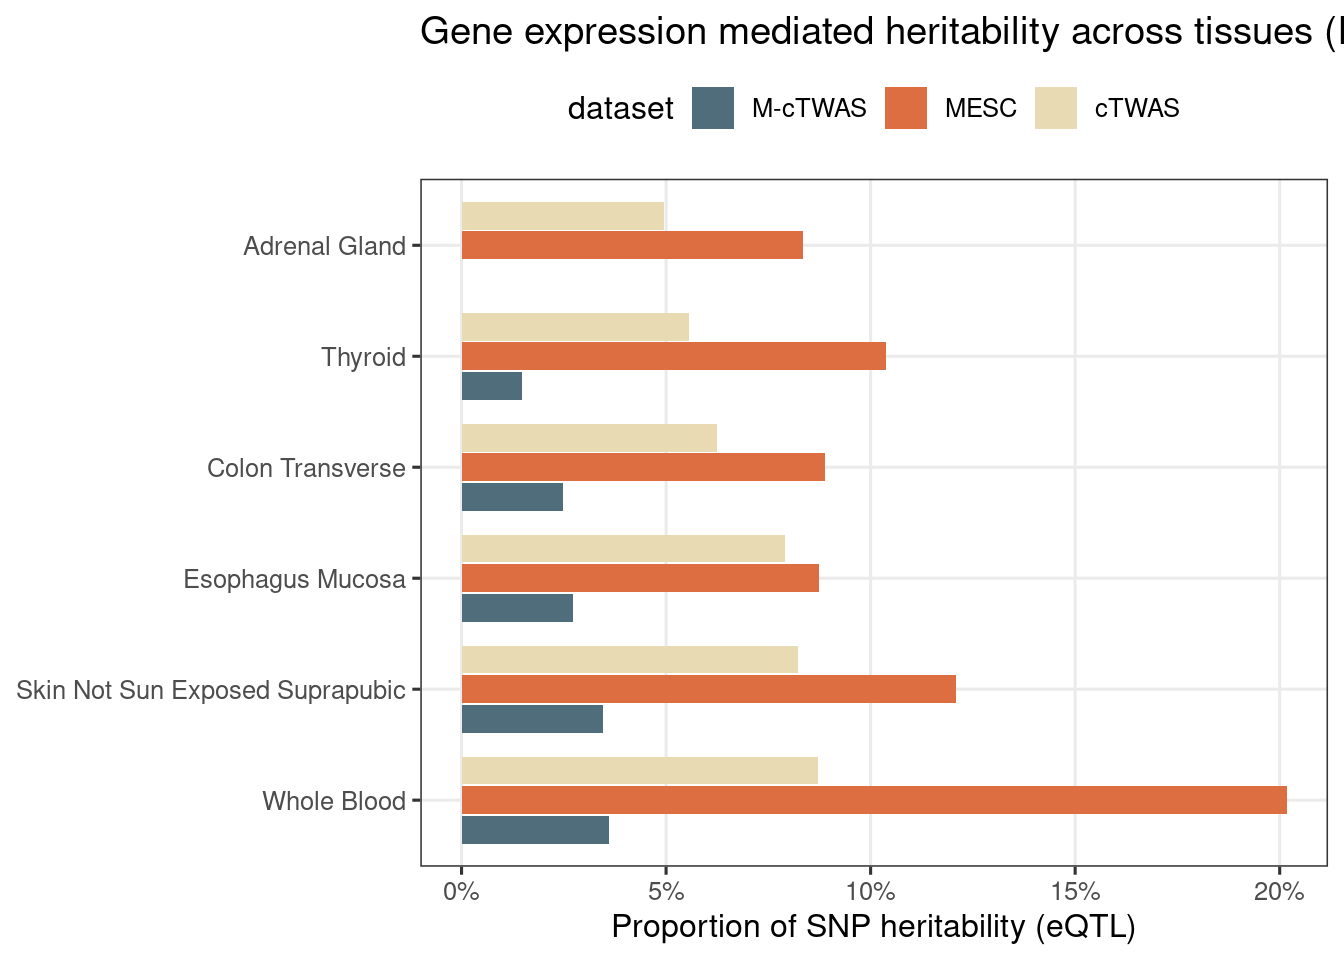 Gene expression mediated heritability across tissues (
dataset M-cTWAS MESC cTWAS
Adrenal Gland
Thyroid
Colon Transverse
Esophagus Mucosa
Skin Not Sun Exposed Suprapubic
Whole Blood
0% 5% 10% 15% 20%
Proportion of SNP heritability (eQTL)